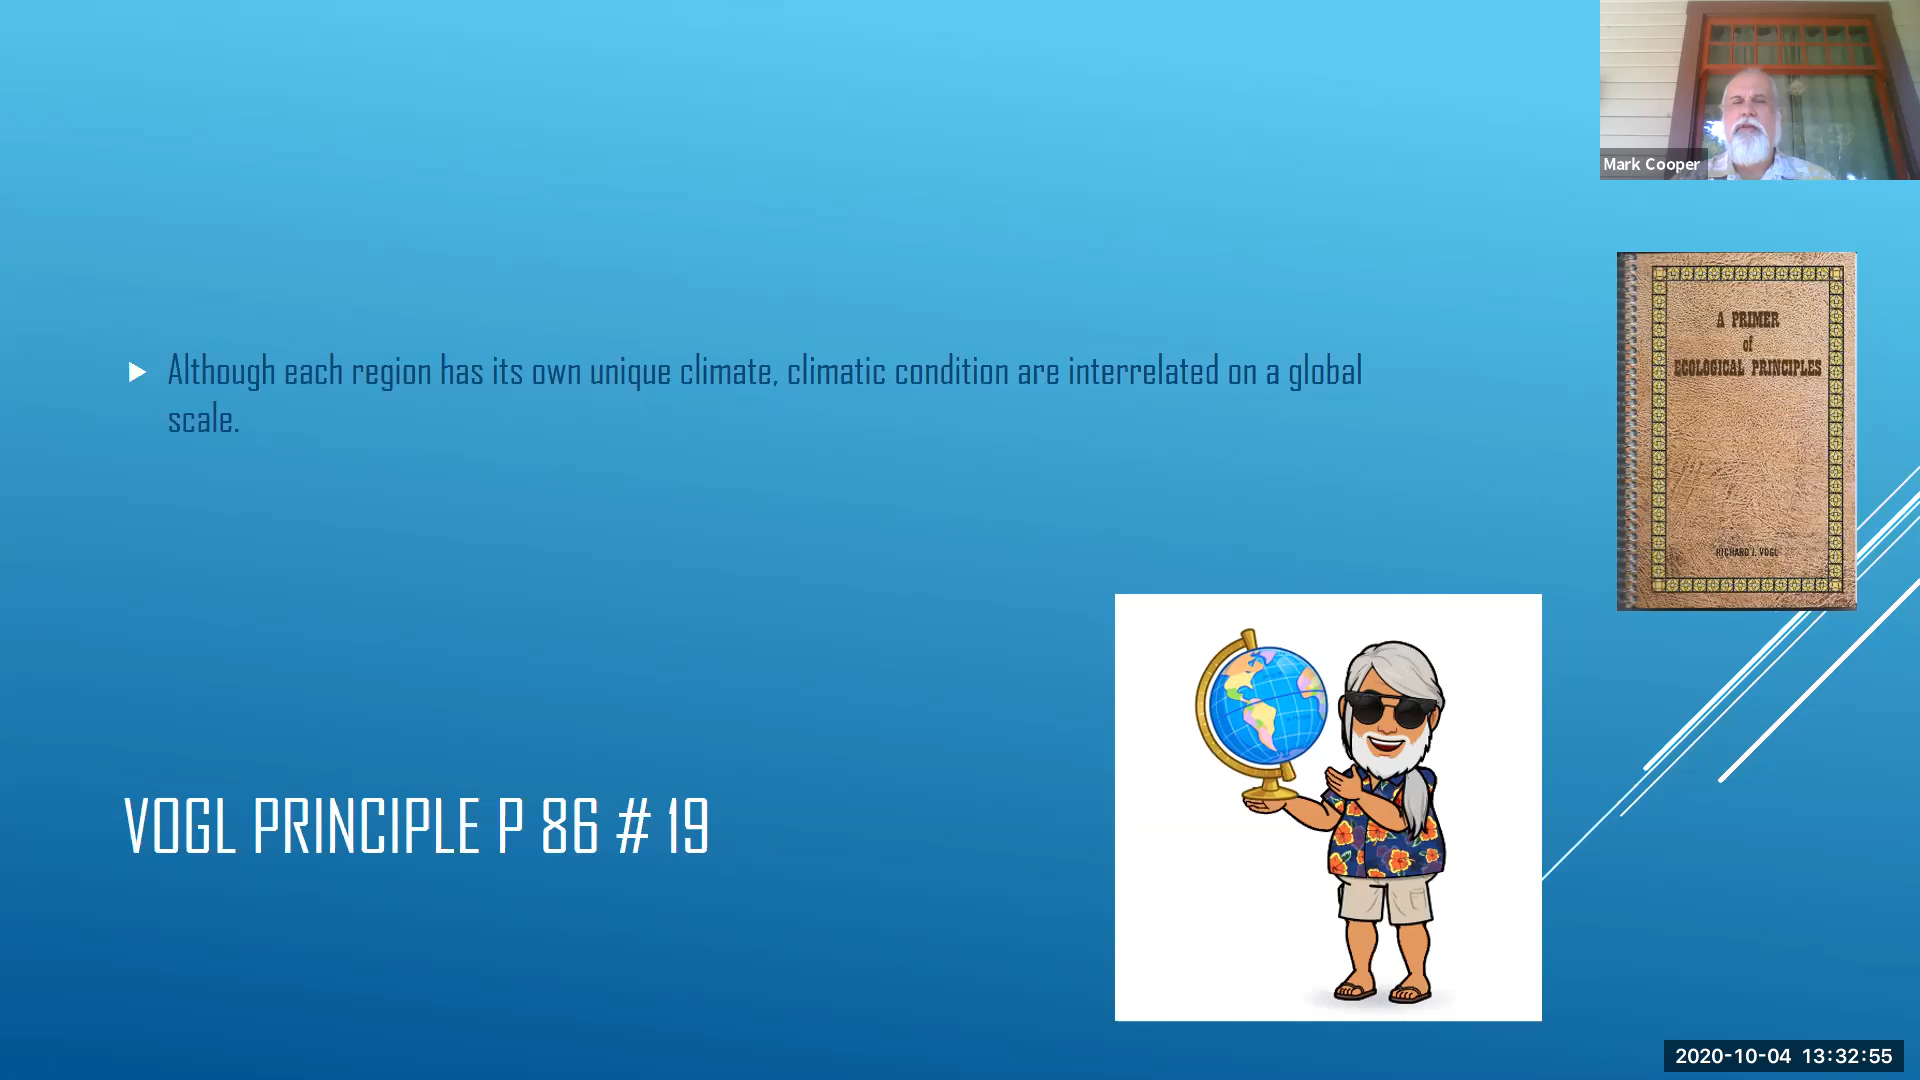 Mark Cooper
A PRIMER
of
ECOLOGICAL PRINCIPLES
RICHARD J. VOGL
Although each region has its own unique climate, climatic condition are interrelated on a global
scale.
VOGL PRINCIPLE P 86 # 19
2020-10-04 13:32:55